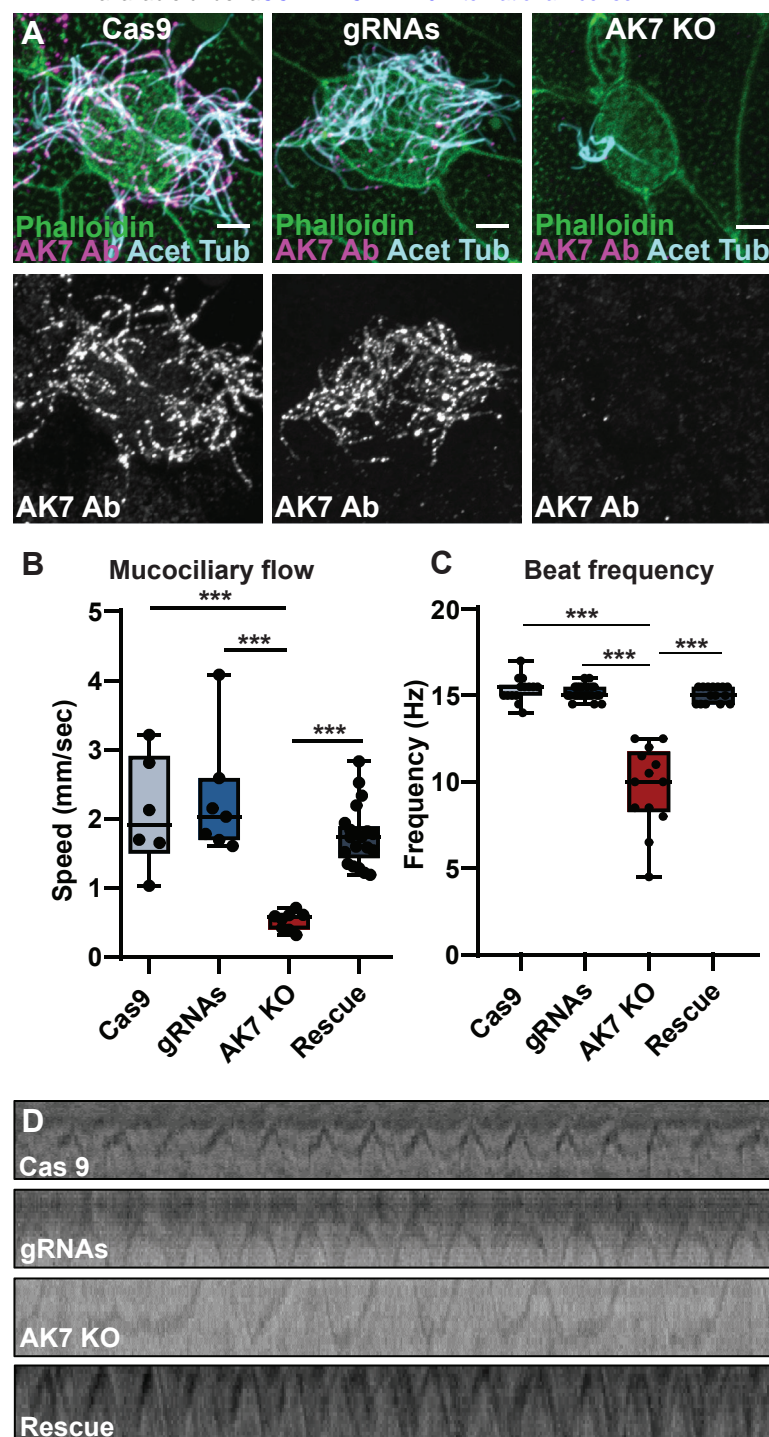 A Cas9 gRNAs AK7 KO
Phalloidin Phalloidin Phalloidin
AK7 Ab Acet Tub AK7 Ab Acet Tub AK7 Ab Acet Tub
AK7 Ab AK7 Ab AK7 Ab
B Mucociliary flow
Speed (mm/sec)
5
4
3
2
1
0
***
***
***
Cas9 gRNAs AK7 KO Rescue
C Beat frequency
Frequency (Hz)
20
15
10
5
0
***
***
***
Cas9 gRNAs AK7 KO Rescue
D
Cas 9
gRNAs
AK7 KO
Rescue